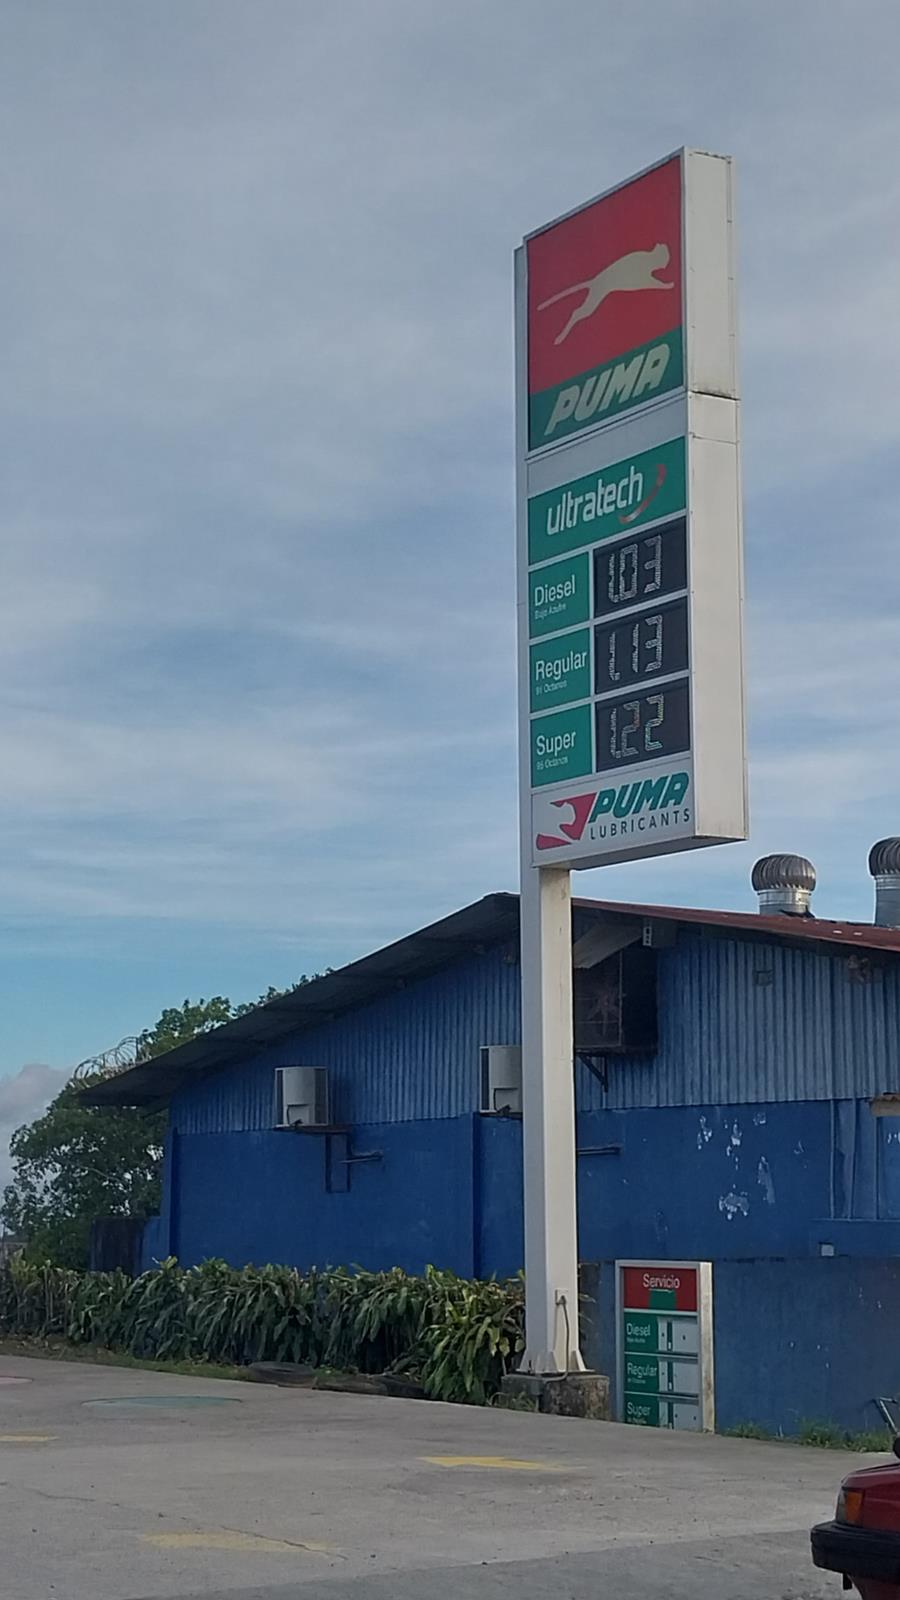 PUMA
ultratech
Diesel 1.03
Bajo Azufre
Regular 1.13
91 Octanos
Super 1.22
95 Octanos
PUMA
LUBRICANTS
Servicio
Diesel
Regular
Super